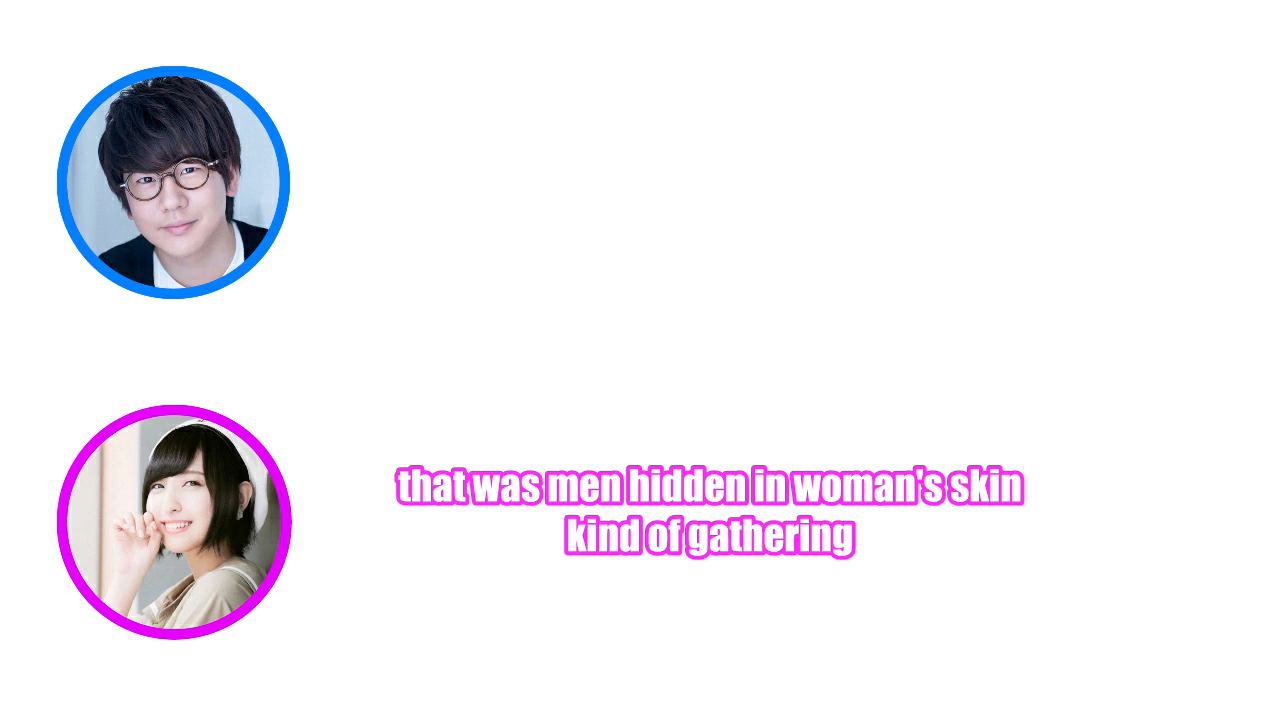 that was men hidden in woman's skin
kind of gathering